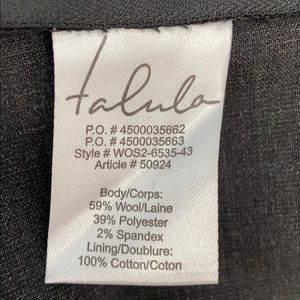 talula
P.O. # 4500035662
P.O. # 4500035663
Style # WOS2-6535-43
Article # 50924
Body/Corps:
59% Wool/Laine
39% Polyester
2% Spandex
Lining/Doublure:
100% Cotton/Coton